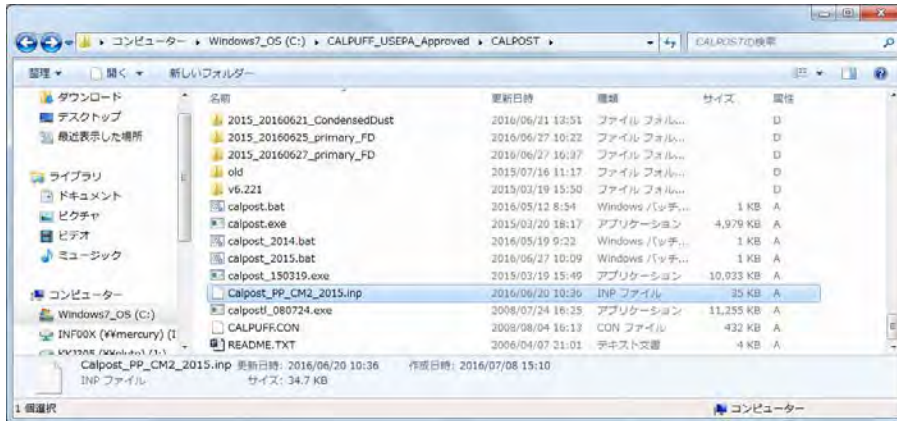 コンピューター ▸ Windows7_OS (C:) ▸ CALPUFF_USEPA_Approved ▸ CALPOST ▸ CALPOSTの検索
整理 ▾ 開く ▾ 新しいフォルダー
ダウンロード
デスクトップ
最近表示した場所
ライブラリ
ドキュメント
ピクチャ
ビデオ
ミュージック
コンピューター
Windows7_OS (C:)
INF00X (¥¥mercury) (I
名前 更新日時 種類 サイズ 属性
2015_20160621_CondensedDust 2016/06/21 13:51 ファイル フォル... D
2015_20160625_primary_FD 2016/06/27 10:22 ファイル フォル... D
2015_20160627_primary_FD 2016/06/27 16:37 ファイル フォル... D
old 2015/07/16 11:17 ファイル フォル... D
v6.221 2015/03/19 15:50 ファイル フォル... D
calpost.bat 2016/05/12 8:54 Windows バッチ... 1 KB A
calpost.exe 2015/03/20 18:17 アプリケーション 4,979 KB A
calpost_2014.bat 2016/05/19 9:22 Windows バッチ... 1 KB A
calpost_2015.bat 2016/06/27 10:09 Windows バッチ... 1 KB A
calpost_150319.exe 2015/03/19 15:49 アプリケーション 10,933 KB A
Calpost_PP_CM2_2015.inp 2016/06/20 10:36 INP ファイル 35 KB A
calpostl_080724.exe 2008/07/24 16:25 アプリケーション 11,255 KB A
CALPUFF.CON 2008/08/04 16:13 CON ファイル 432 KB A
README.TXT 2006/04/07 21:01 テキスト文書 4 KB A
Calpost_PP_CM2_2015.inp 更新日時: 2016/06/20 10:36 作成日時: 2016/07/08 15:10
INP ファイル サイズ: 34.7 KB
1 個選択 コンピューター